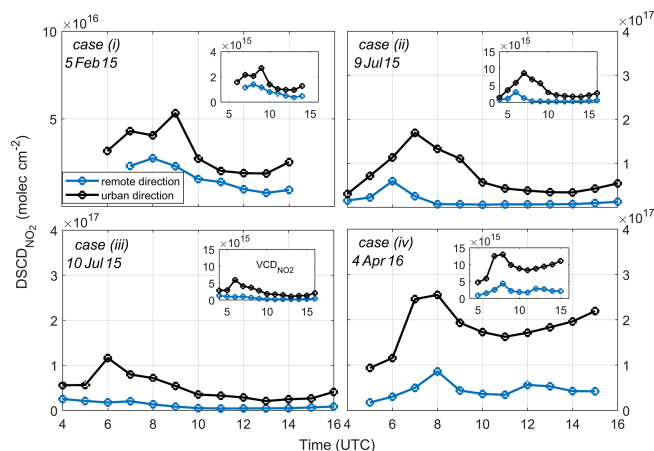 × 10^16
10
5
0
case (i)
5 Feb 15
× 10^15
4
2
0
5 10 15
remote direction
urban direction
× 10^17
4
3
2
1
0
case (ii)
9 Jul 15
× 10^15
15
10
5
0
5 10 15
DSCD_NO2 (molec cm^-2)
× 10^17
4
3
2
1
0
case (iii)
10 Jul 15
× 10^15
15
10
5
0
VCD_NO2
5 10 15
4 6 8 10 12 14 16
4
3
2
1
0
case (iv)
4 Apr 16
× 10^15
15
10
5
0
5 10 15
4 6 8 10 12 14 16
Time (UTC)